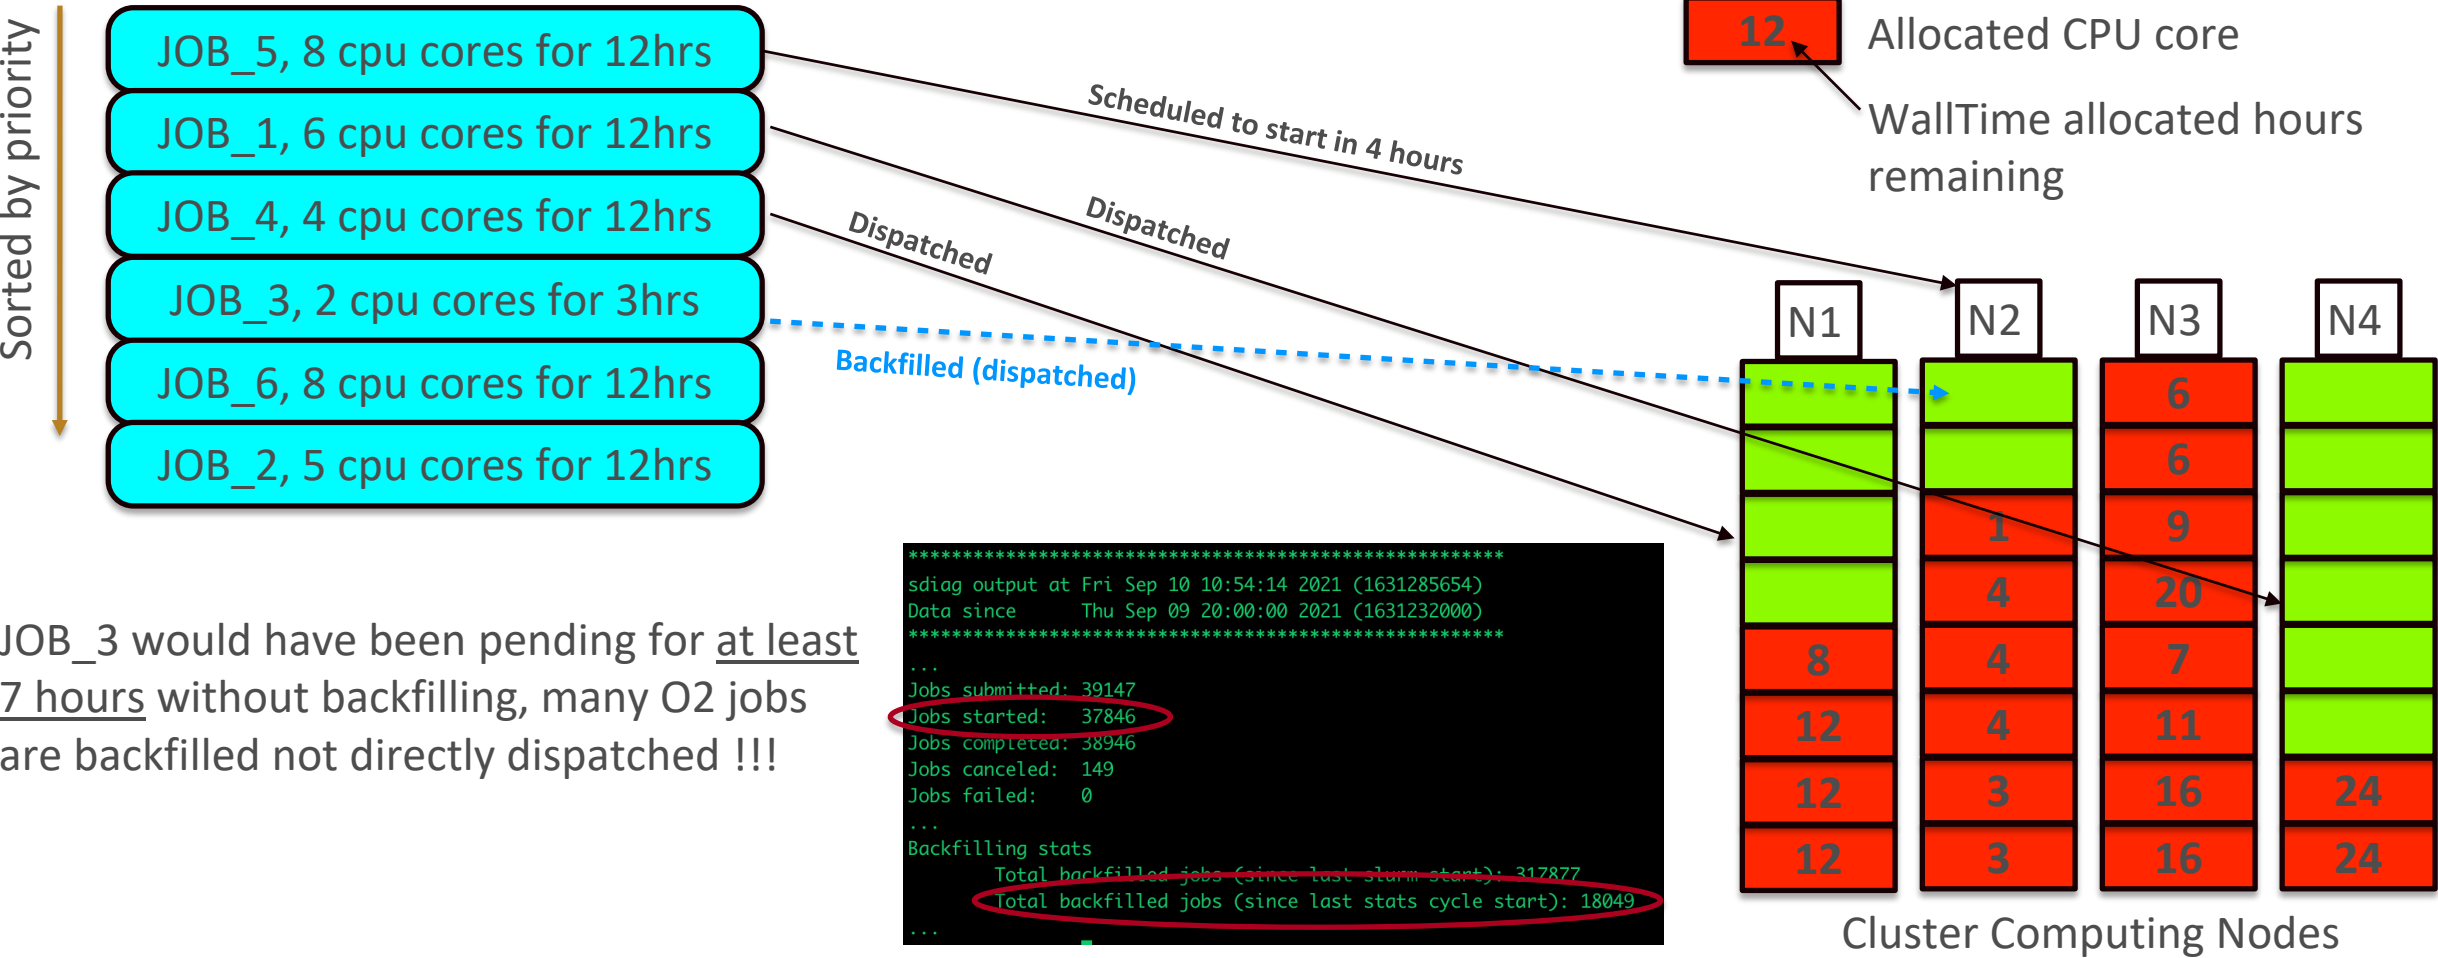 Sorted by priority
JOB_5, 8 cpu cores for 12hrs
JOB_1, 6 cpu cores for 12hrs
JOB_4, 4 cpu cores for 12hrs
JOB_3, 2 cpu cores for 3hrs
JOB_6, 8 cpu cores for 12hrs
JOB_2, 5 cpu cores for 12hrs
Scheduled to start in 4 hours
Dispatched
Dispatched
Backfilled (dispatched)
12
Allocated CPU core
WallTime allocated hours
remaining
N1
8
12
12
12
N2
1
4
4
4
3
3
N3
6
6
9
20
7
11
16
16
N4
24
24
Cluster Computing Nodes
JOB_3 would have been pending for at least
7 hours without backfilling, many O2 jobs
are backfilled not directly dispatched !!!
*******************************************************
sdiag output at Fri Sep 10 10:54:14 2021 (1631285654)
Data since      Thu Sep 09 20:00:00 2021 (1631232000)
*******************************************************
...
Jobs submitted: 39147
Jobs started:   37846
Jobs completed: 38946
Jobs canceled:  149
Jobs failed:    0
...
Backfilling stats
Total backfilled jobs (since last slurm start): 317877
Total backfilled jobs (since last stats cycle start): 18049
...